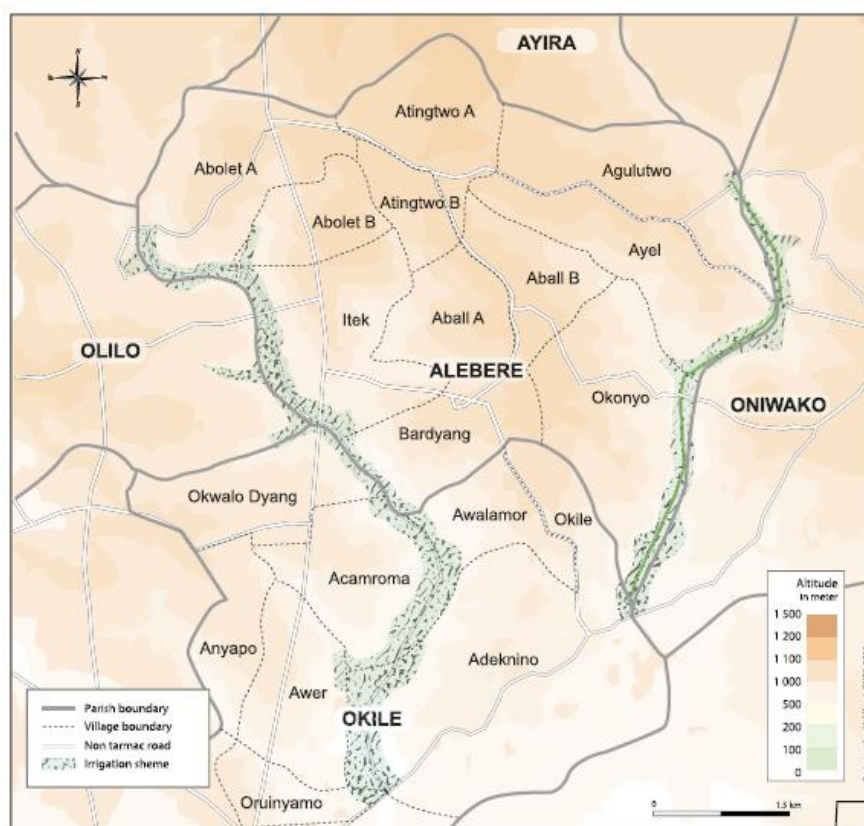 AYIRA
N
Atingtwo A
Abolet A
Agulutwo
Abolet B
Atingtwo B
Ayel
Aball B
Itek
Aball A
OLILO
ALEBERE
Okonyo
ONIWAKO
Bardyang
Okwalo Dyang
Awalamor
Okile
Acamroma
Altitude
in meter
1 500
1 200
1 100
1 000
500
200
100
0
Anyapo
Adeknino
Awer
OKILE
Parish boundary
Village boundary
Non tarmac road
Irrigation sheme
Oruinyamo
0
1.3 km